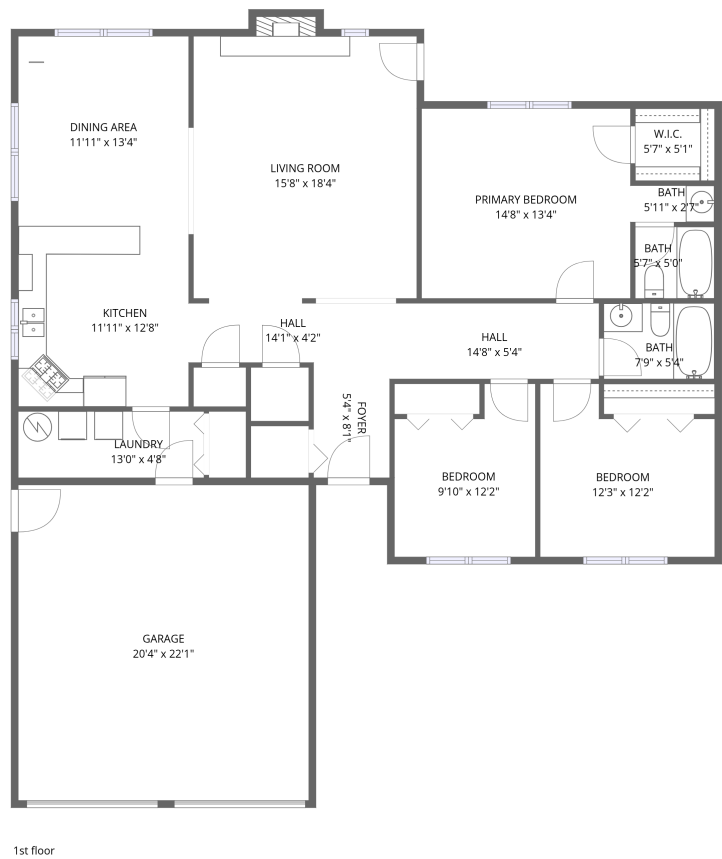 DINING AREA
11'11" x 13'4"
LIVING ROOM
15'8" x 18'4"
W.I.C.
5'7" x 5'1"
PRIMARY BEDROOM
14'8" x 13'4"
BATH
5'11" x 2'7"
BATH
5'7" x 5'0"
KITCHEN
11'11" x 12'8"
HALL
14'1" x 4'2"
HALL
14'8" x 5'4"
BATH
7'9" x 5'4"
FOYER
5'4" x 8'1"
LAUNDRY
13'0" x 4'8"
BEDROOM
9'10" x 12'2"
BEDROOM
12'3" x 12'2"
GARAGE
20'4" x 22'1"
1st floor